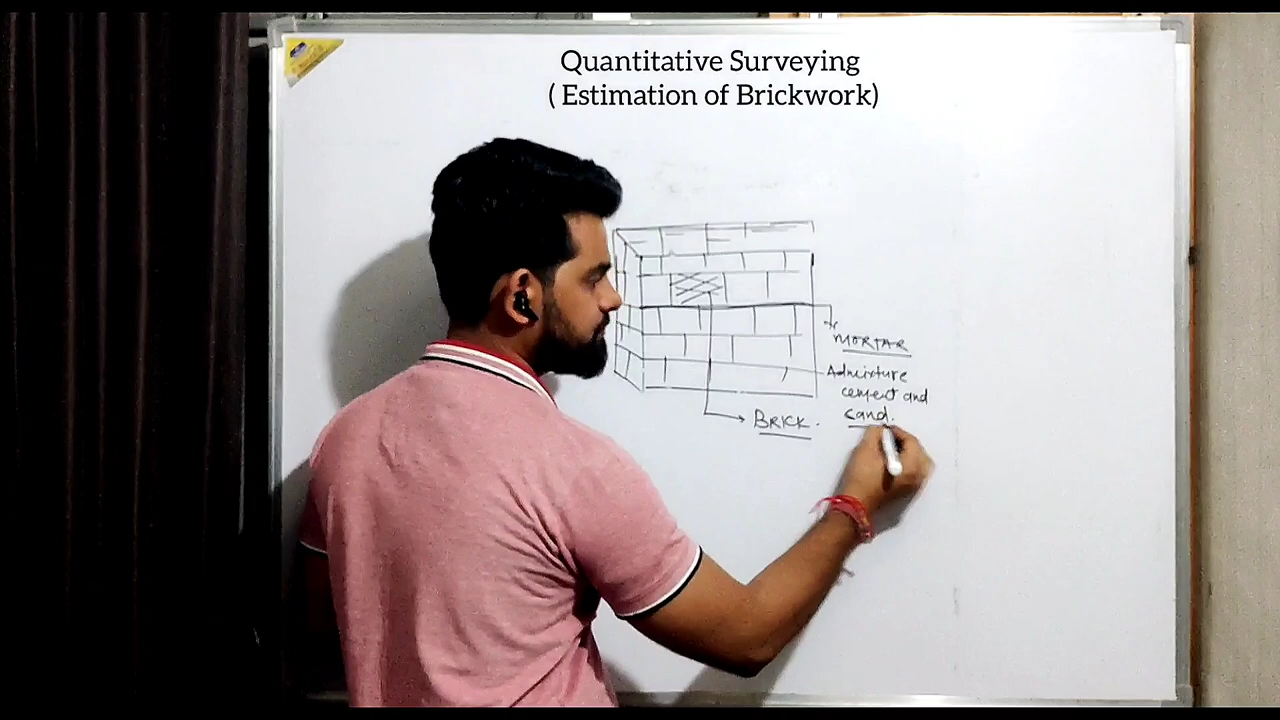 Quantitative Surveying
( Estimation of Brickwork)
MORTAR
Admixture
cement and
sand.
BRICK.